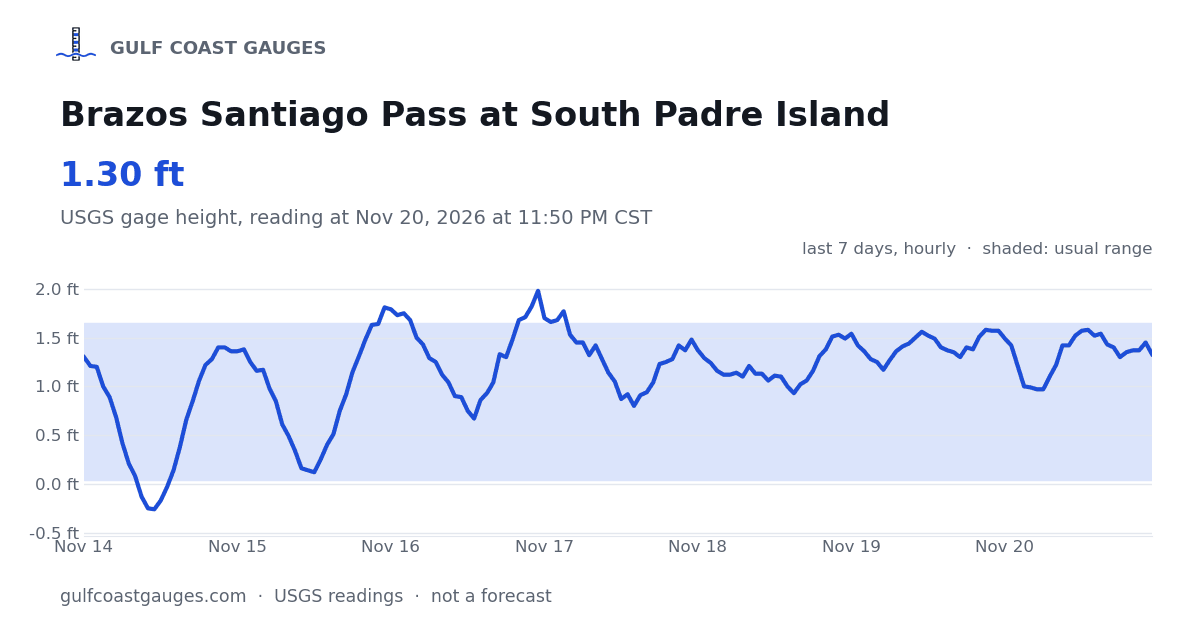 GULF COAST GAUGES
Brazos Santiago Pass at South Padre Island
1.30 ft
USGS gage height, reading at Nov 20, 2026 at 11:50 PM CST
last 7 days, hourly · shaded: usual range
2.0 ft
1.5 ft
1.0 ft
0.5 ft
0.0 ft
-0.5 ft
Nov 14 Nov 15 Nov 16 Nov 17 Nov 18 Nov 19 Nov 20
gulfcoastgauges.com · USGS readings · not a forecast